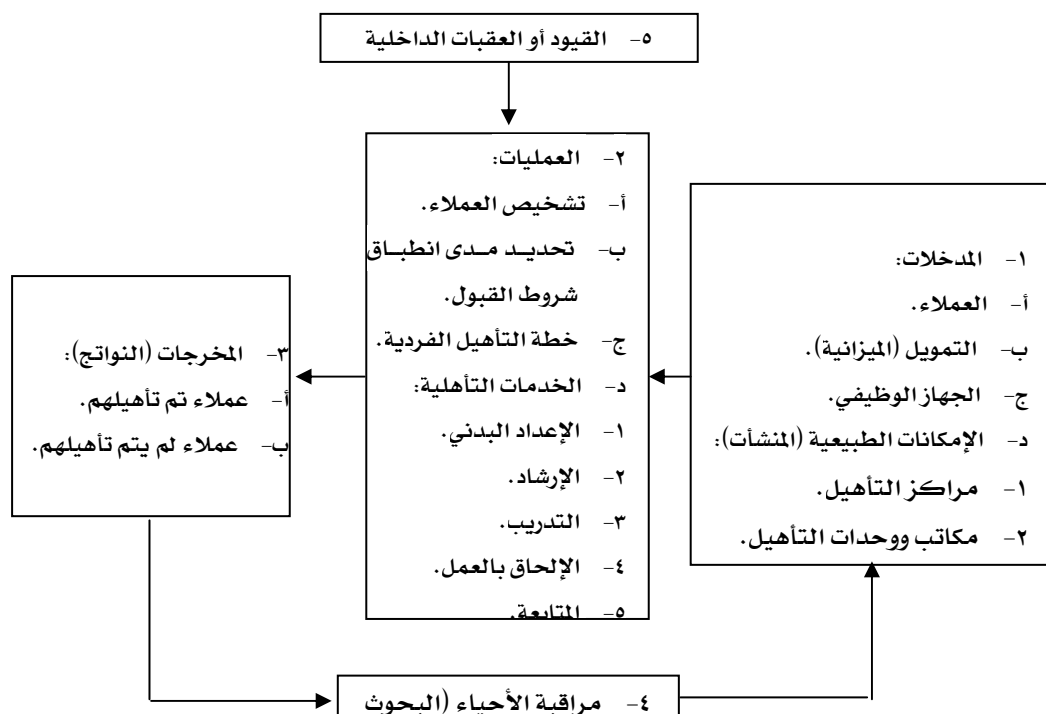 ٥- القيود أو العقبات الداخلية
١- المدخلات:
أ- العملاء.
ب- التمويل (الميزانية).
ج- الجهاز الوظيفي.
د- الإمكانات الطبيعية (المنشأت):
١- مراكز التأهيل.
٢- مكاتب ووحدات التأهيل.
٢- العمليات:
أ- تشخيص العملاء.
ب- تحديد مدى انطباق
شروط القبول.
ج- خطة التأهيل الفردية.
د- الخدمات التأهلية:
١- الإعداد البدني.
٢- الإرشاد.
٣- التدريب.
٤- الإلحاق بالعمل.
٥- المتابعة.
٣- المخرجات (النواتج):
أ- عملاء تم تأهيلهم.
ب- عملاء لم يتم تأهيلهم.
٤- مراقبة الأحياء (البحوث